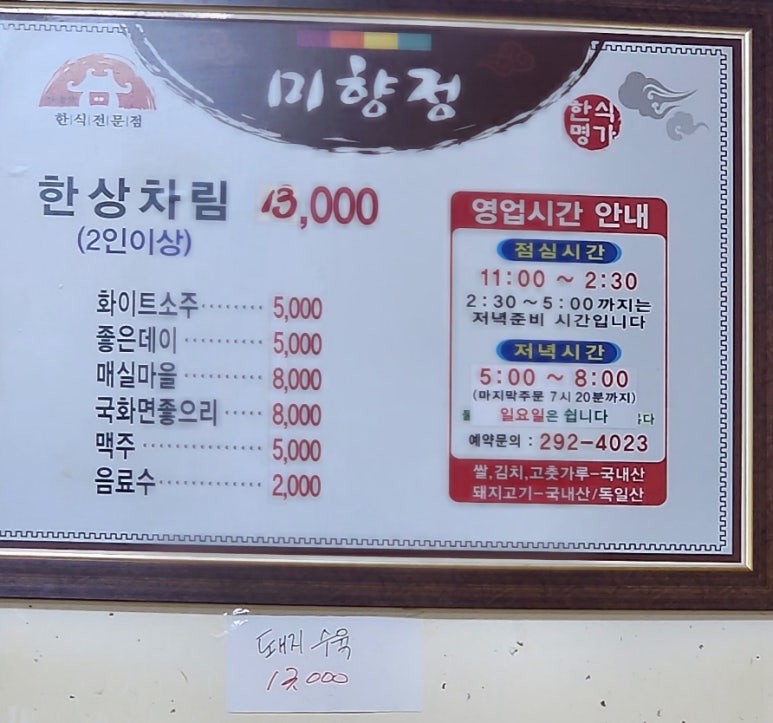 미향정
한식전문점
한식
명가
한상차림 13,000
(2인이상)
화이트소주 ········ 5,000
좋은데이 ·········· 5,000
매실마을 ·········· 8,000
국화면좋으리 ····· 8,000
맥주 ·············· 5,000
음료수 ············ 2,000
영업시간 안내
점심시간
11:00 ~ 2:30
2:30~5:00까지는
저녁준비 시간입니다
저녁시간
5:00 ~ 8:00
(마지막주문 7시 20분까지)
일요일은 쉽니다
예약문의 : 292-4023
쌀,김치,고춧가루-국내산
돼지고기-국내산/독일산
돼지 수육
13,000